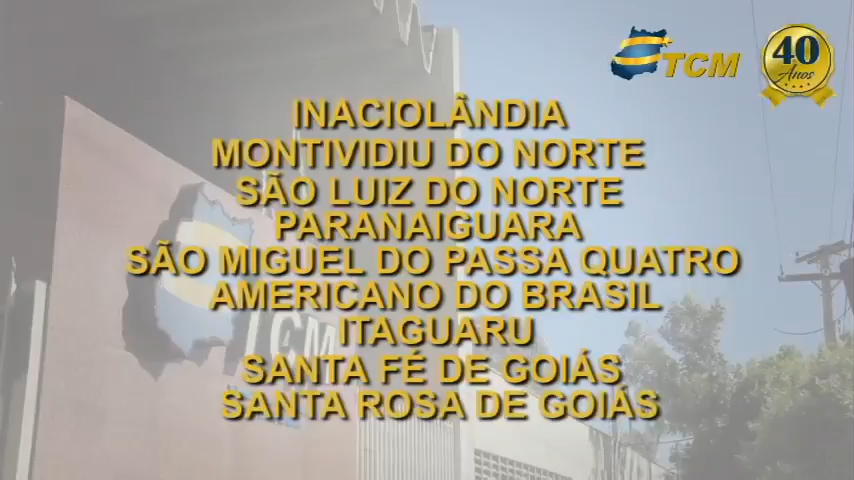 TCM
40
Anos
INACIOLÂNDIA
MONTIVIDIU DO NORTE
SÃO LUIZ DO NORTE
PARANAIGUARA
SÃO MIGUEL DO PASSA QUATRO
AMERICANO DO BRASIL
ITAGUARU
SANTA FÉ DE GOIÁS
SANTA ROSA DE GOIÁS
TCM